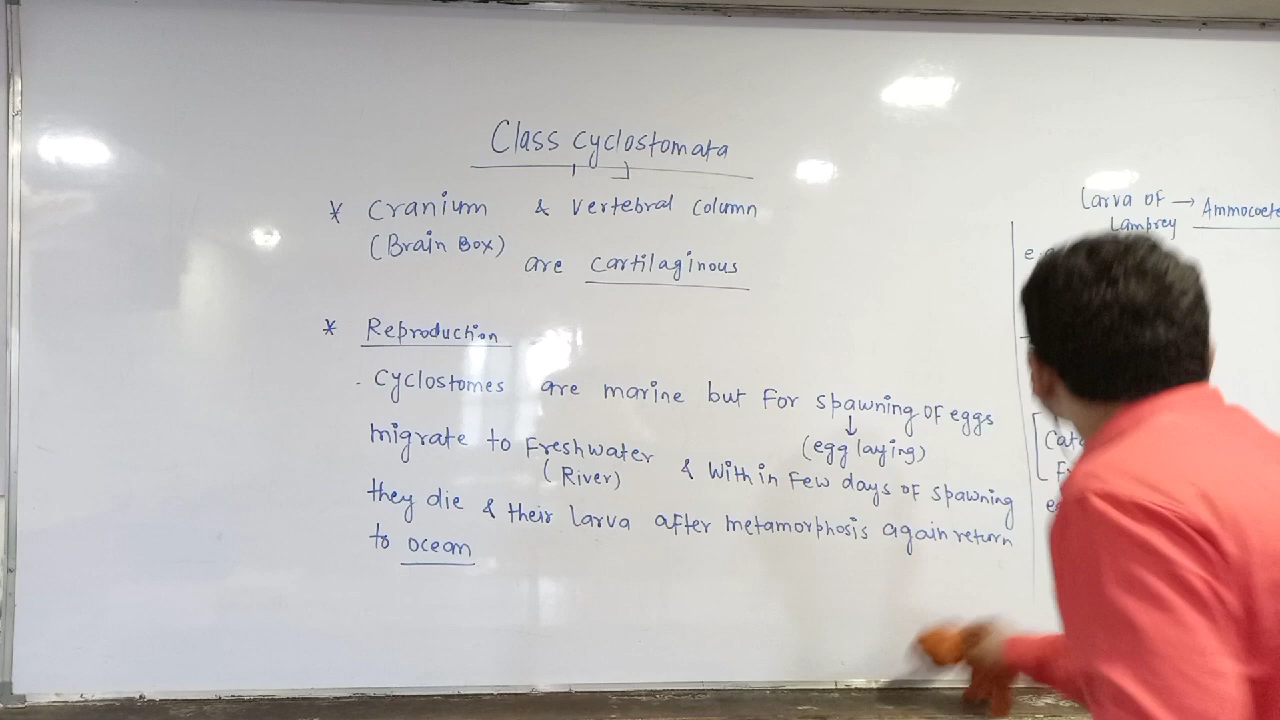 Class cyclostomata
* Cranium & vertebral column
(Brain Box)
are cartilaginous
* Reproduction
. Cyclostomes are marine but for spawning of eggs
↓
(egg laying)
migrate to Freshwater & within few days of spawning
(River)
they die & their larva after metamorphosis again return
to ocean
Larva of → Ammocoete
Lamprey